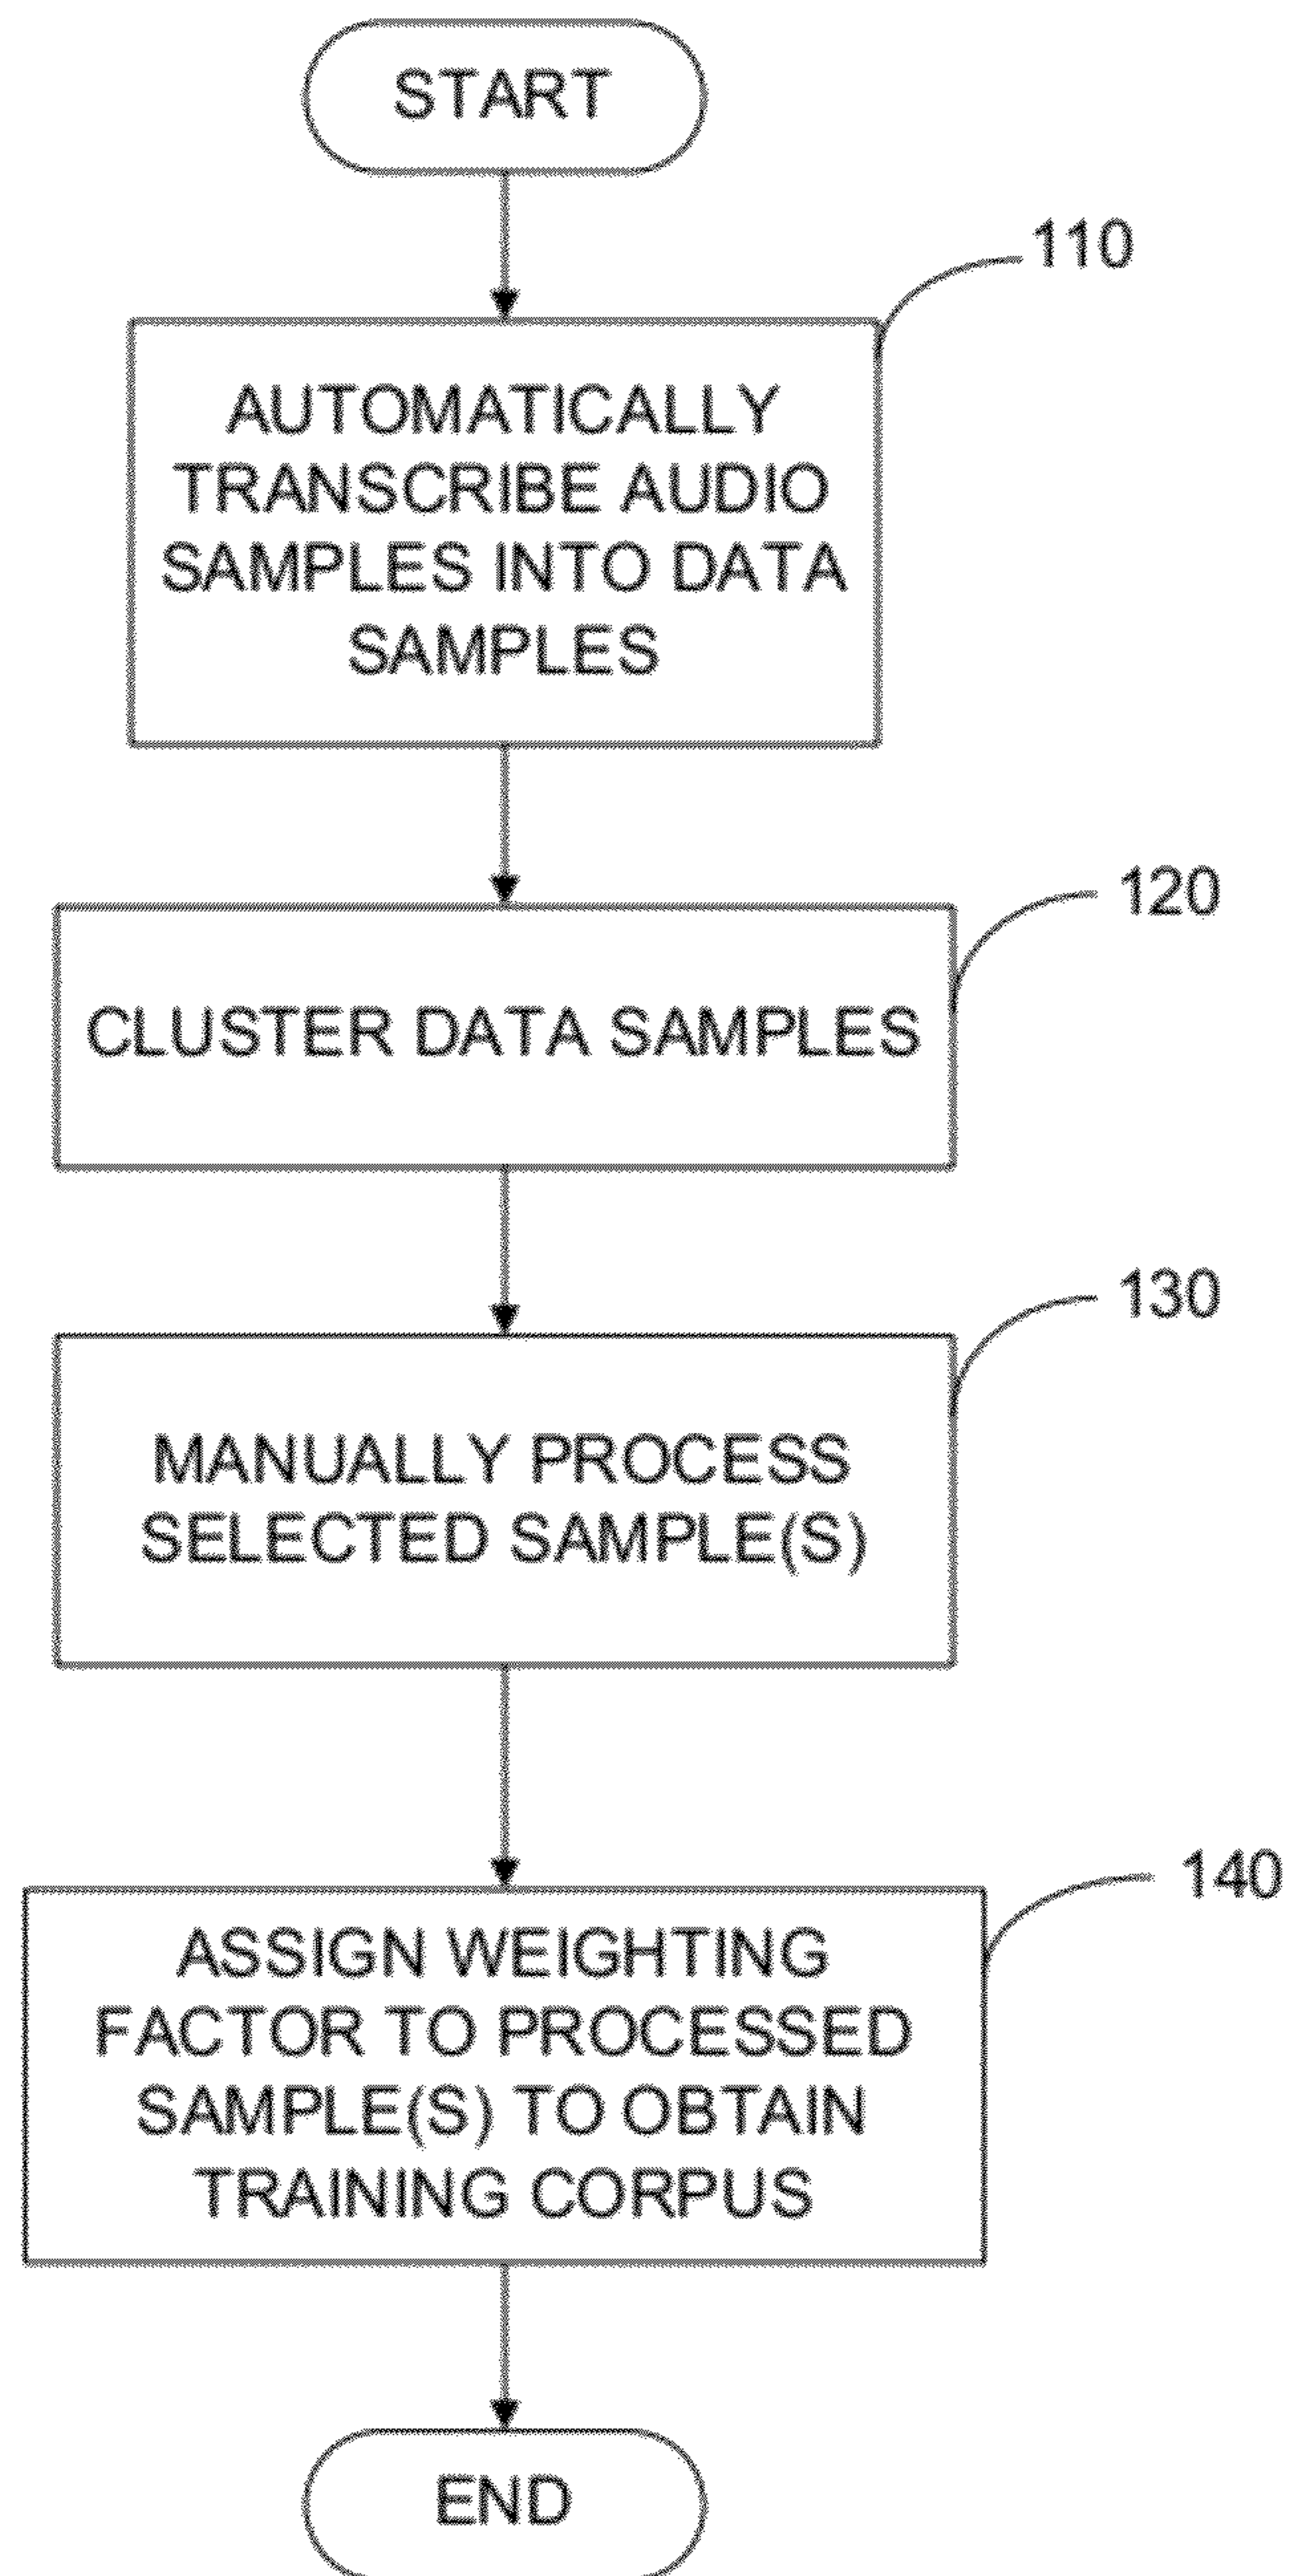 START
110
AUTOMATICALLY
TRANSCRIBE AUDIO
SAMPLES INTO DATA
SAMPLES
120
CLUSTER DATA SAMPLES
130
MANUALLY PROCESS
SELECTED SAMPLE(S)
140
ASSIGN WEIGHTING
FACTOR TO PROCESSED
SAMPLE(S) TO OBTAIN
TRAINING CORPUS
END